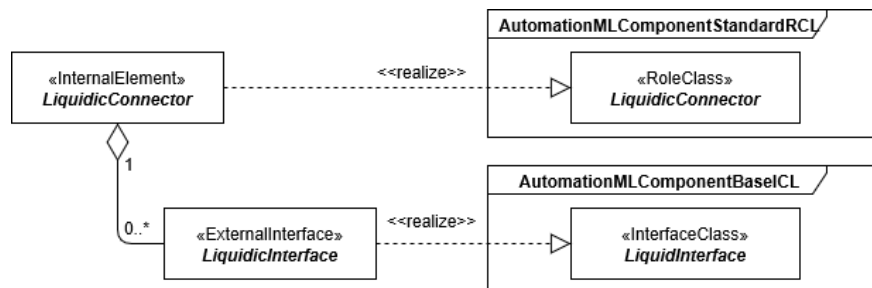 AutomationMLComponentStandardRCL
«InternalElement»
LiquidicConnector
<<realize>>
«RoleClass»
LiquidicConnector
1
AutomationMLComponentBaseICL
0..*
«ExternalInterface»
LiquidicInterface
<<realize>>
«InterfaceClass»
LiquidInterface